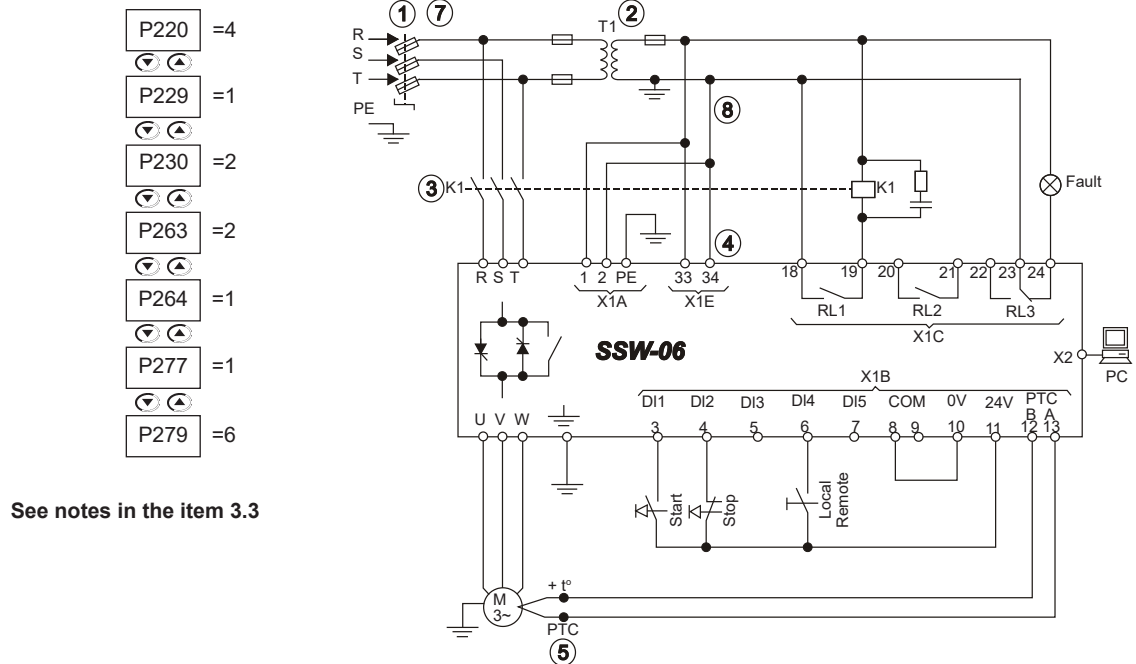 P220 =4
P229 =1
P230 =2
P263 =2
P264 =1
P277 =1
P279 =6
See notes in the item 3.3
1 7 T1 2
R
S
T
PE
8
3 K1 K1 Fault
4
R S T 1 2 PE 33 34 18 19 20 21 22 23 24
X1A X1E RL1 RL2 RL3
X1C
SSW-06
X2
PC
X1B
DI1 DI2 DI3 DI4 DI5 COM 0V 24V PTC
B A
U V W 3 4 5 6 7 8 9 10 11 12 13
Start
Stop
Local
Remote
+ tº
M
3~
PTC
5